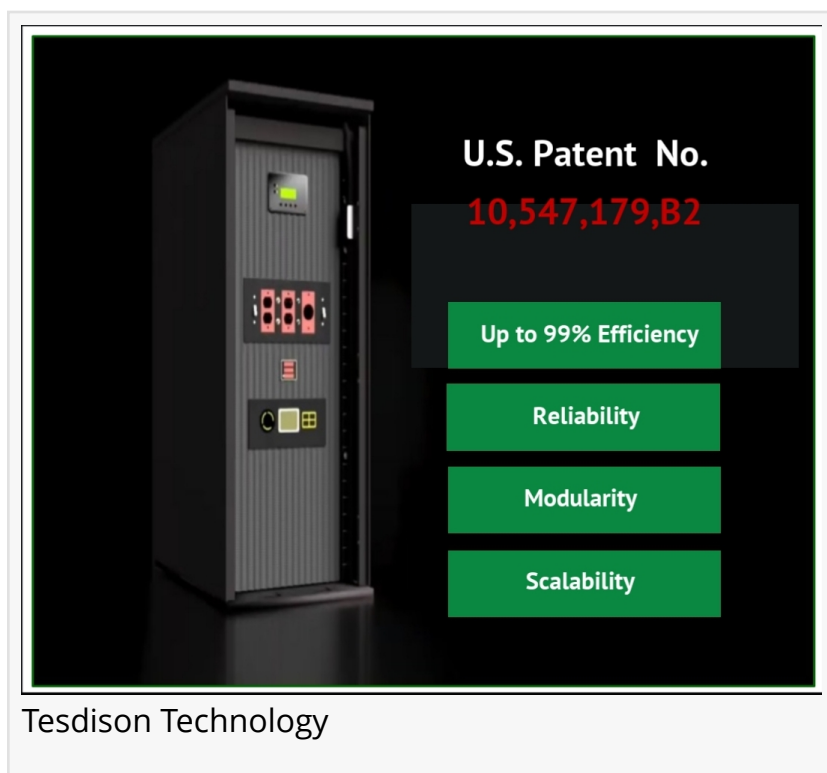 U.S. Patent No.
10,547,179,B2
Up to 99% Efficiency
Reliability
Modularity
Scalability
Tesdison Technology